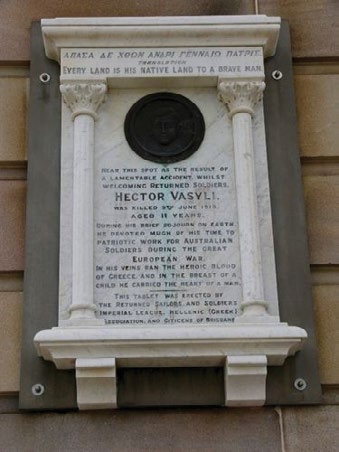 ΑΠΑΣΑ ΔΕ ΧΘΩΝ ΑΝΔΡΙ ΓΕΝΝΑΙΩ ΠΑΤΡΙΣ.
TRANSLATION
EVERY LAND IS HIS NATIVE LAND TO A BRAVE MAN.
NEAR THIS SPOT AS THE RESULT OF
A LAMENTABLE ACCIDENT, WHILST
WELCOMING RETURNED SOLDIERS,
HECTOR VASYLI,
WAS KILLED 9TH JUNE 1918,
AGED 11 YEARS.
DURING HIS BRIEF SOJOURN ON EARTH
HE DEVOTED MUCH OF HIS TIME TO
PATRIOTIC WORK FOR AUSTRALIAN
SOLDIERS DURING THE GREAT
EUROPEAN WAR.
IN HIS VEINS RAN THE HEROIC BLOOD
OF GREECE, AND IN THE BREAST OF A
CHILD HE CARRIED THE HEART OF A MAN.
THIS TABLET WAS ERECTED BY
THE RETURNED SAILORS AND SOLDIERS
IMPERIAL LEAGUE, HELLENIC (GREEK)
ASSOCIATION, AND CITIZENS OF BRISBANE